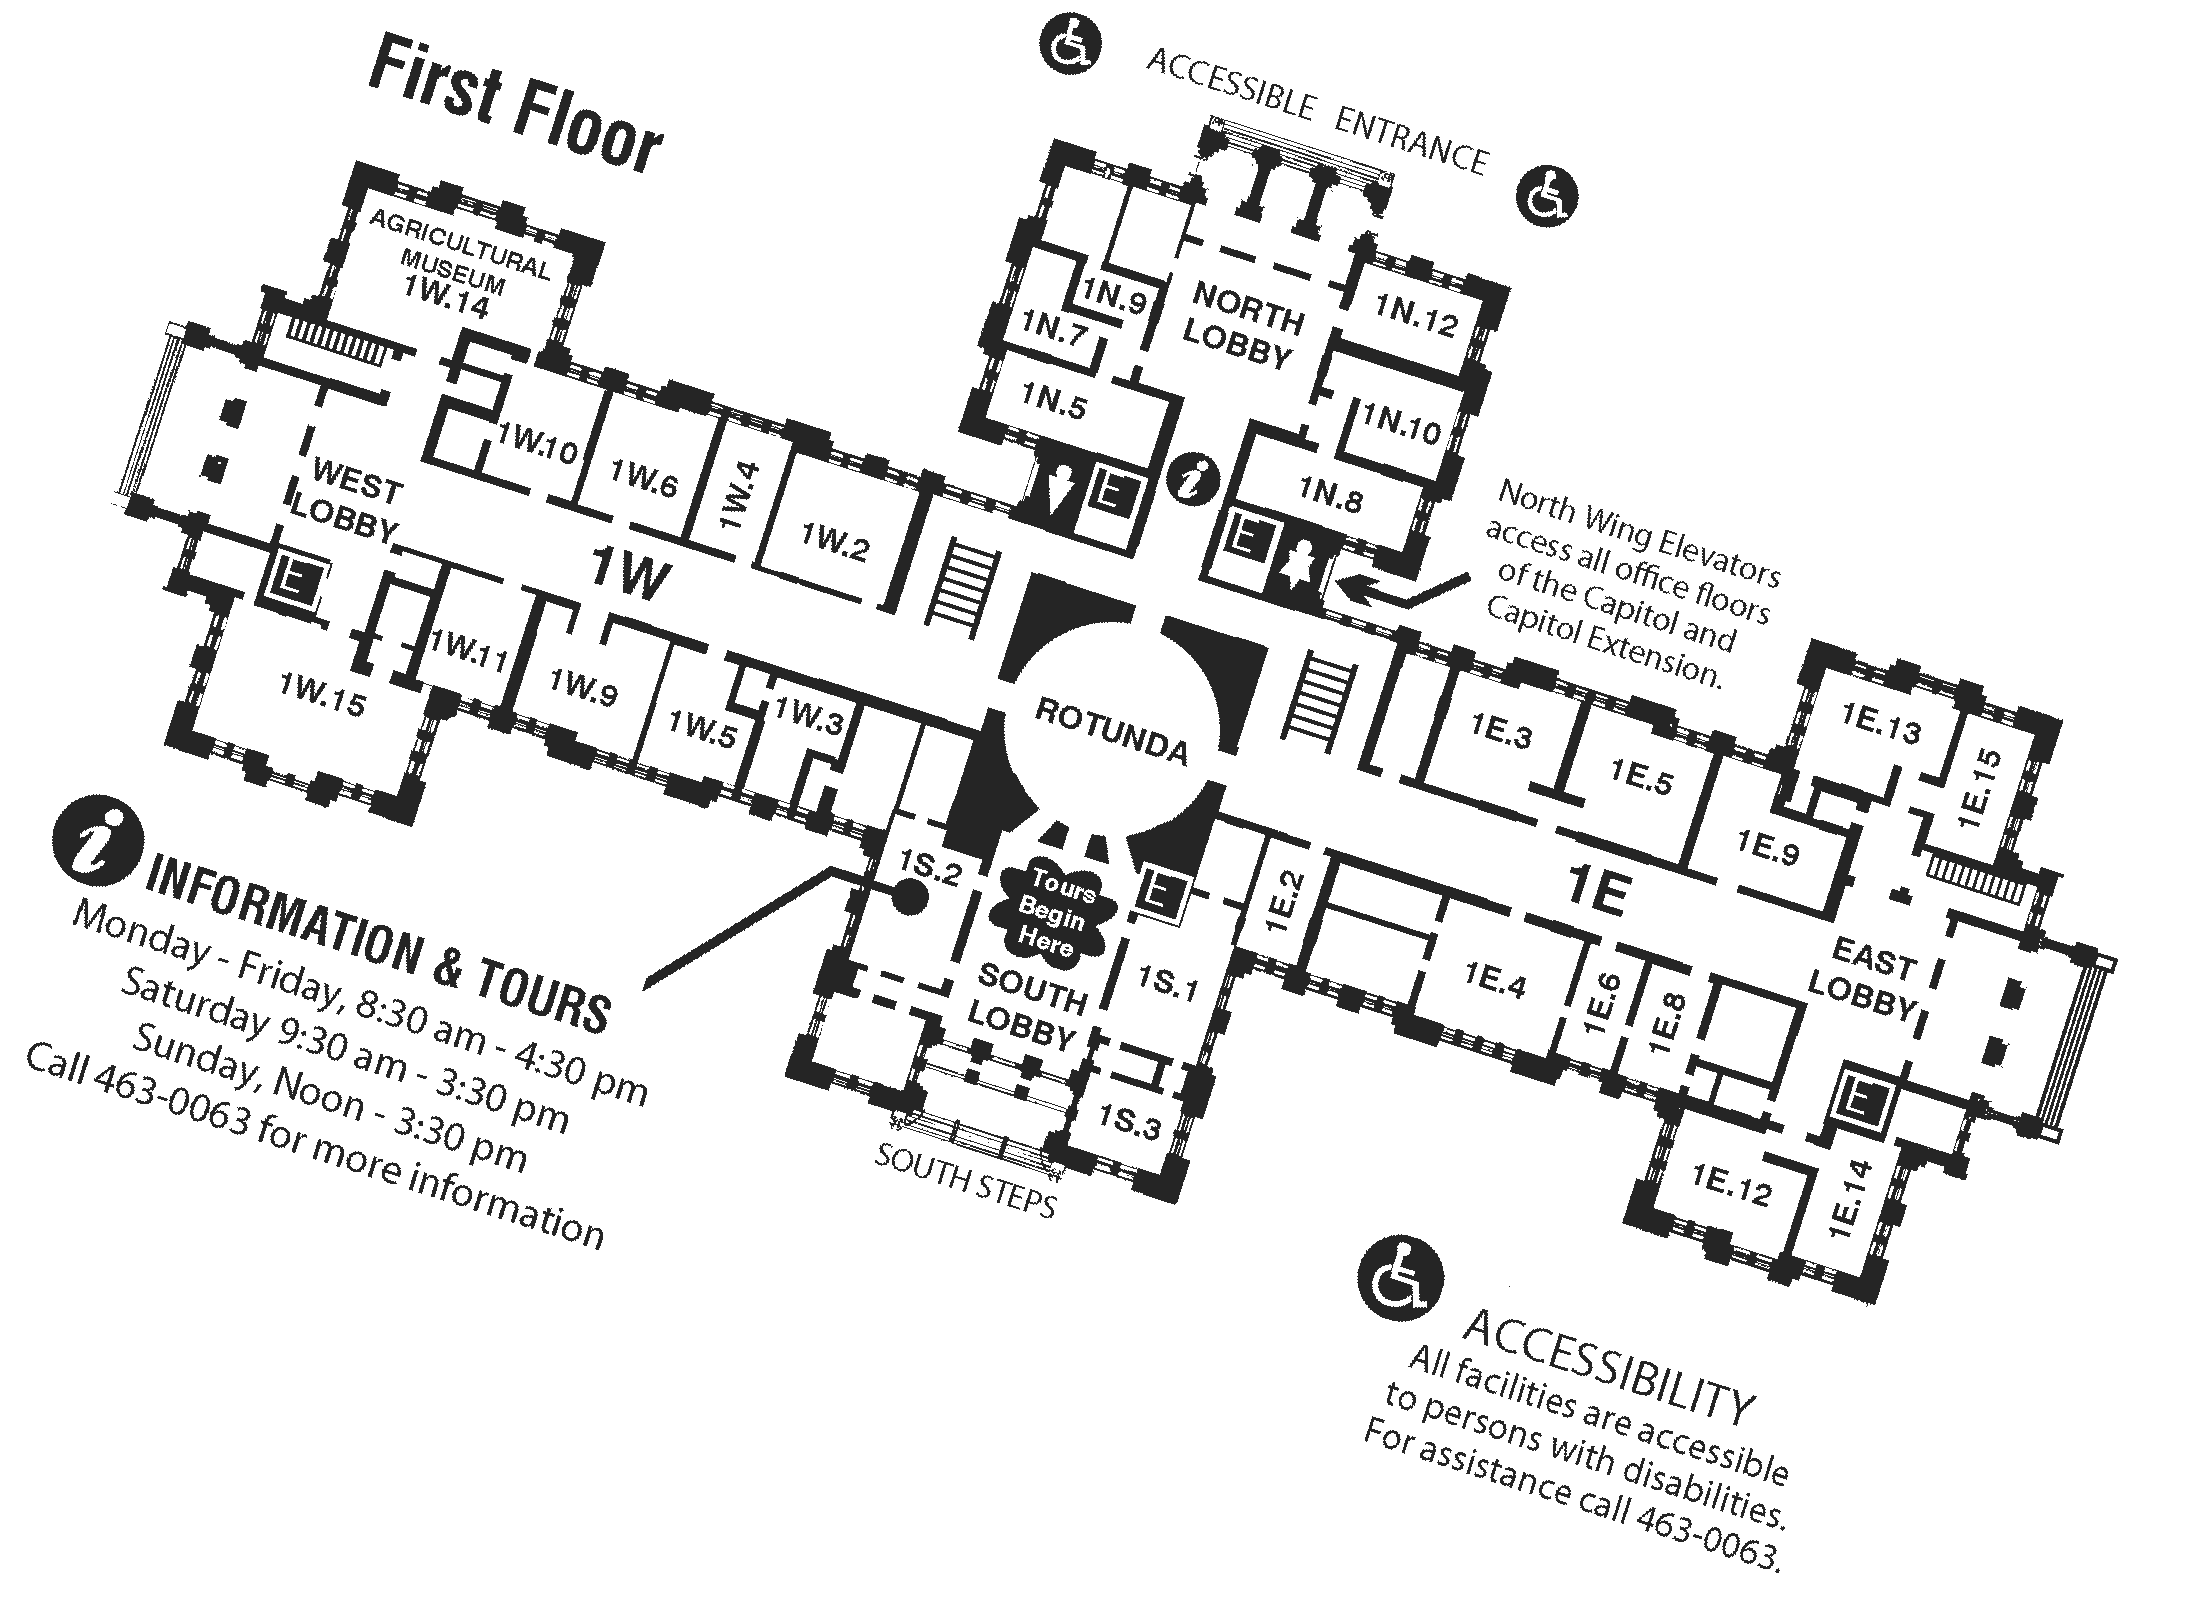 First Floor
ACCESSIBLE ENTRANCE
AGRICULTURAL
MUSEUM
1W.14
1N.9
1N.7
1N.5
NORTH
LOBBY
1N.12
1N.10
1N.8
E
E
i
North Wing Elevators
access all office floors
of the Capitol and
Capitol Extension.
WEST
LOBBY
1W.10
1W.6
1W.4
1W.2
1W
E
1W.15
1W.11
1W.9
1W.5
1W.3
ROTUNDA
1E.3
1E.5
1E.9
1E.13
1E.15
1E
1E.2
1E.4
1E.6
1E.8
EAST
LOBBY
E
1E.12
1E.14
1S.2
Tours
Begin
Here
E
SOUTH
LOBBY
1S.1
1S.3
SOUTH STEPS
i
INFORMATION & TOURS
Monday - Friday, 8:30 am - 4:30 pm
Saturday 9:30 am - 3:30 pm
Sunday, Noon - 3:30 pm
Call 463-0063 for more information
ACCESSIBILITY
All facilities are accessible
to persons with disabilities.
For assistance call 463-0063.